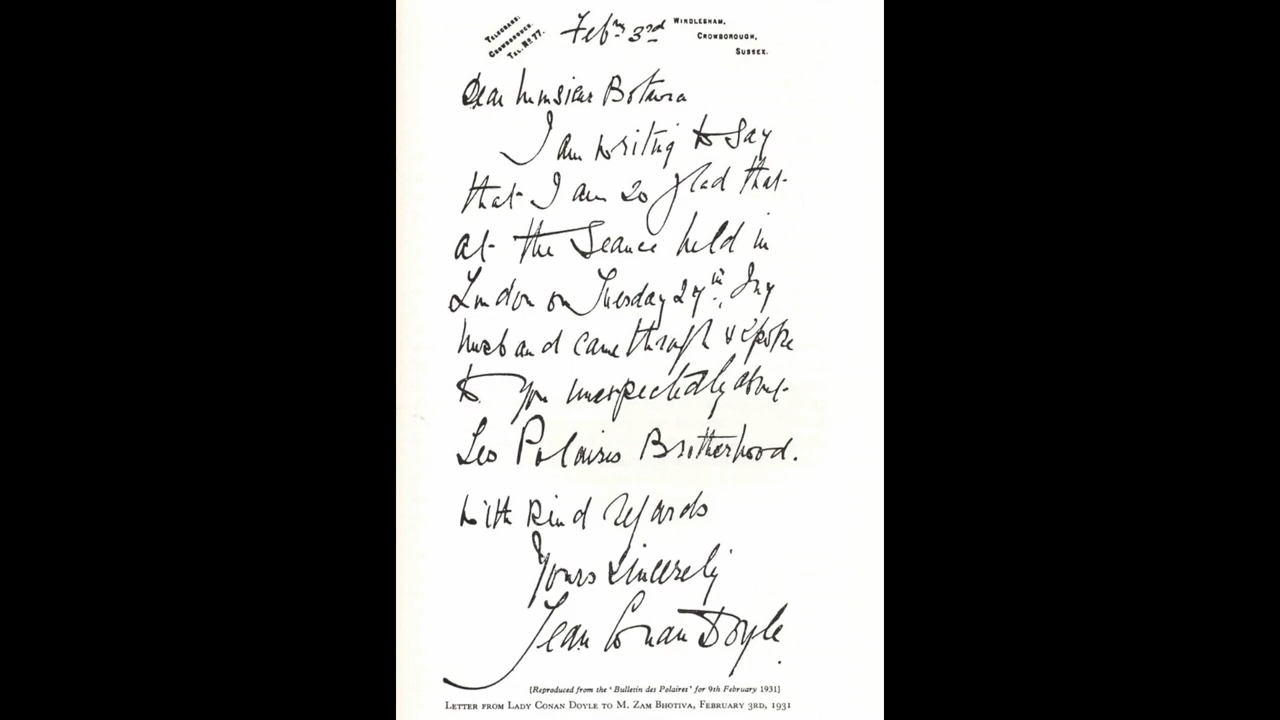 TELEGRAMS:
CROWBOROUGH.
TEL. No. 77.
Febry 3rd
WINDLESHAM,
CROWBOROUGH,
SUSSEX.
Dear Monsieur Botiva
I am writing to say
that I am so glad that
at the Seance held in
London on Tuesday 27th, my
husband came through & spoke
to you unexpectedly about
Les Polaires Brotherhood.
With kind regards
Yours Sincerely
Jean Conan Doyle
[Reproduced from the 'Bulletin des Polaires' for 9th February 1931]
LETTER FROM LADY CONAN DOYLE TO M. ZAM BHOTIVA, FEBRUARY 3RD, 1931